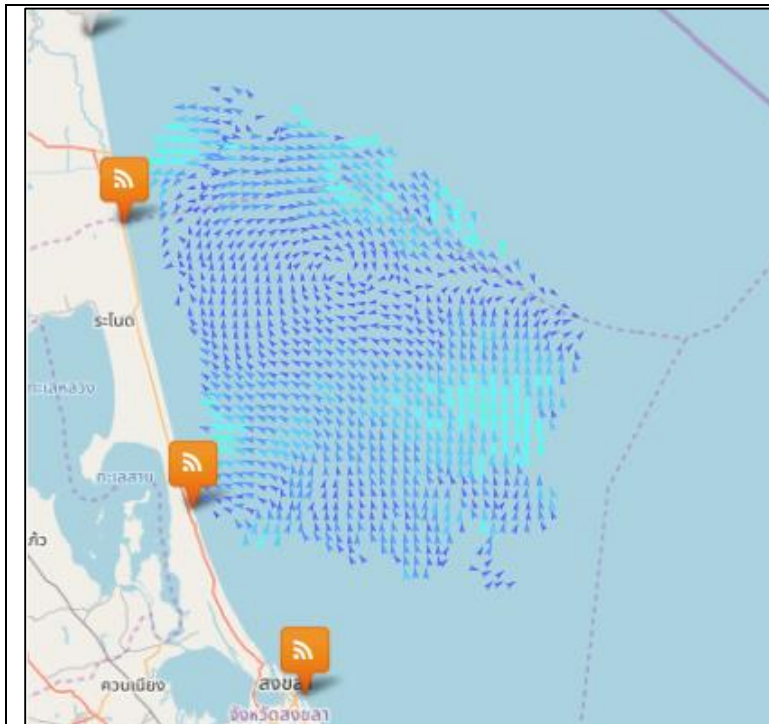 ระโนด
ทะเลหลวง
ทะเลสาบ
ควนเนียง
จังหวัดสงขลา